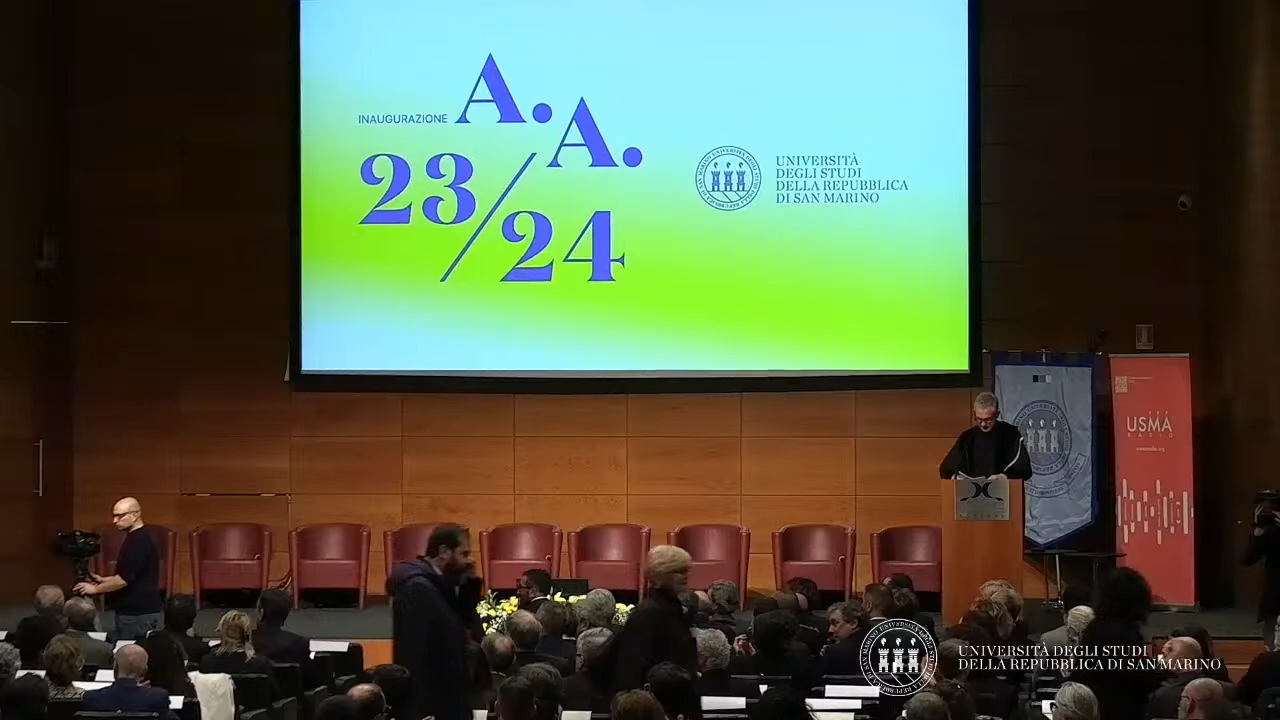 INAUGURAZIONE A. A.
23/24
UNIVERSITÀ
DEGLI STUDI
DELLA REPUBBLICA
DI SAN MARINO
USMA
RADIO
UNIVERSITÀ DEGLI STUDI
DELLA REPUBBLICA DI SAN MARINO